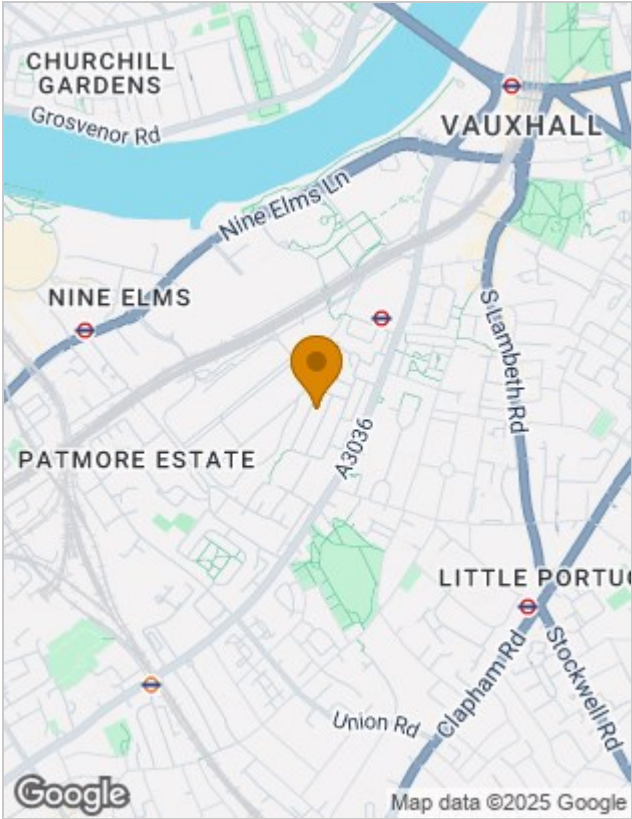 CHURCHILL
GARDENS
Grosvenor Rd
VAUXHALL
Nine Elms Ln
NINE ELMS
S Lambeth Rd
A3036
PATMORE ESTATE
LITTLE PORTUG
Clapham Rd
Stockwell Rd
Union Rd
Google
Map data ©2025 Google